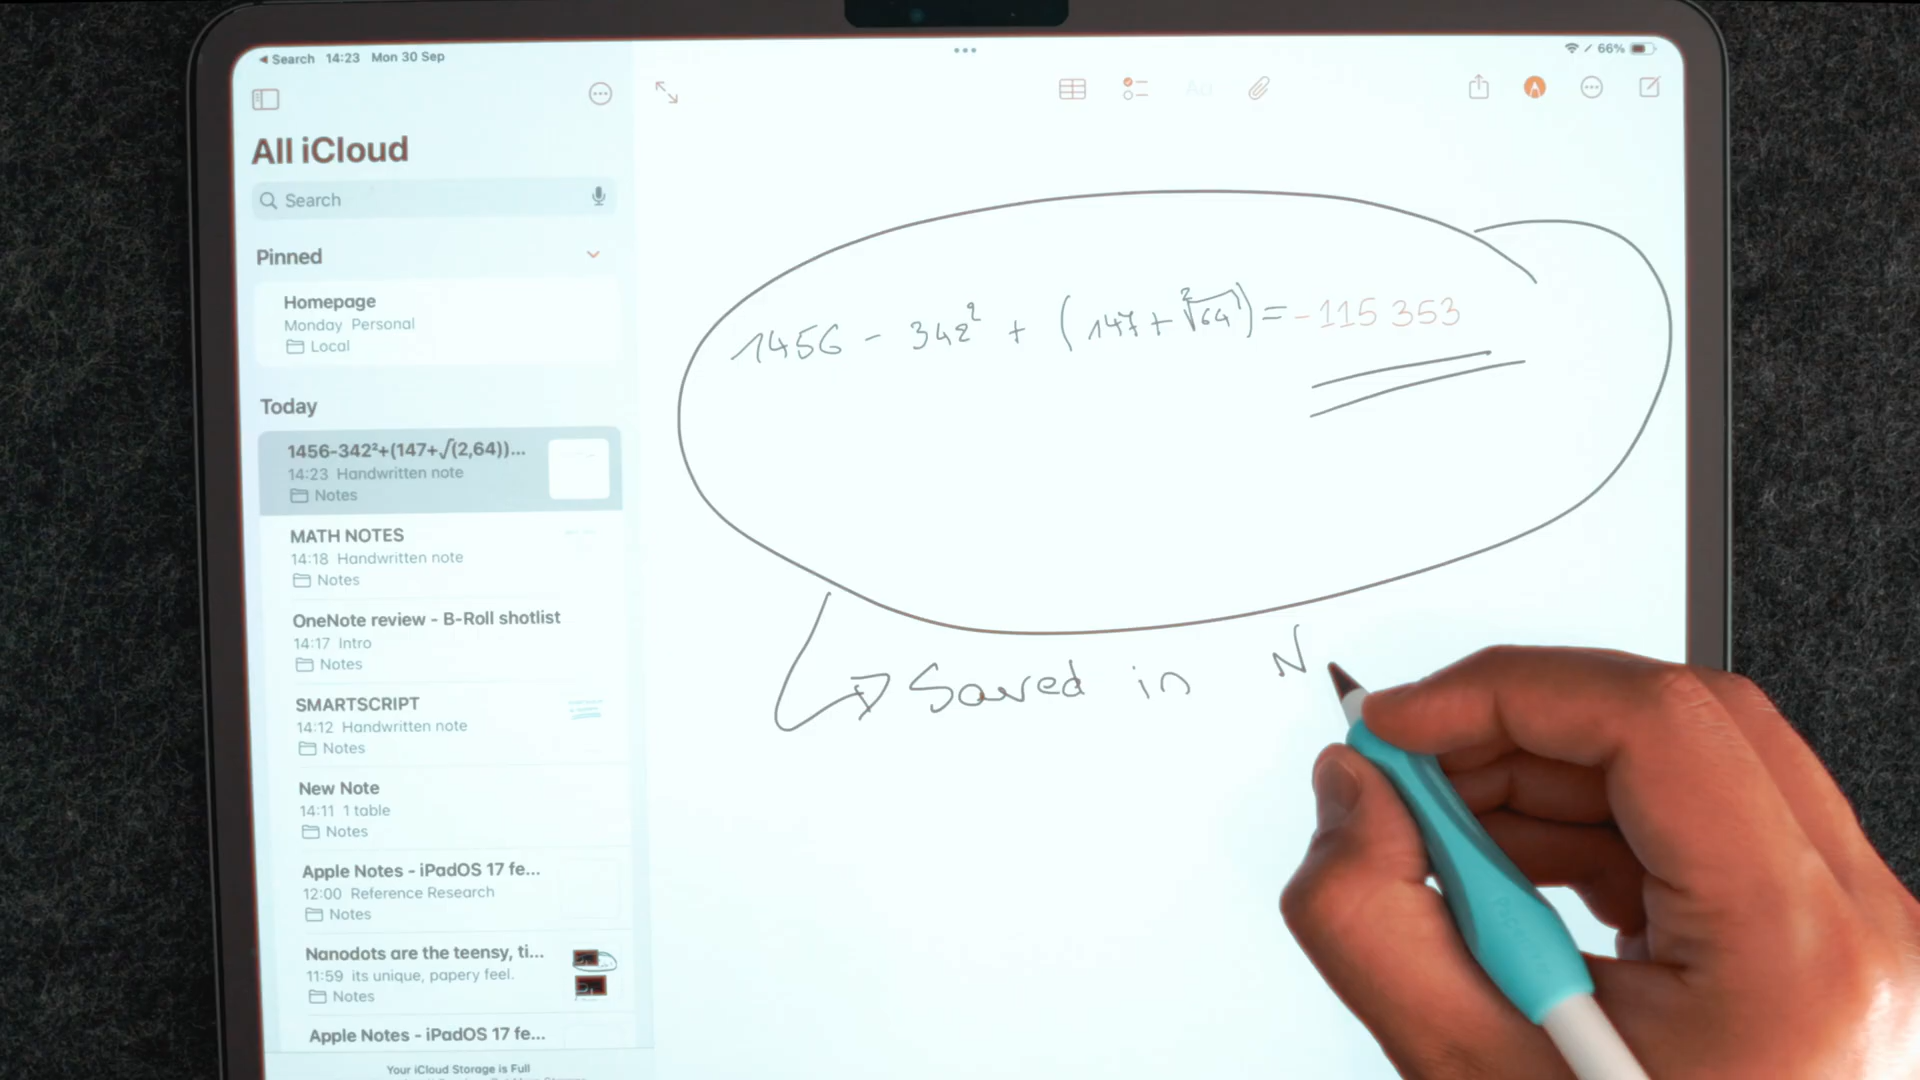 Search 14:23 Mon 30 Sep
66%
All iCloud
Search
Pinned
Homepage
Monday Personal
Local
Today
1456-342²+(147+√(2,64))...
14:23 Handwritten note
Notes
MATH NOTES
14:18 Handwritten note
Notes
OneNote review - B-Roll shotlist
14:17 Intro
Notes
SMARTSCRIPT
14:12 Handwritten note
Notes
New Note
14:11 1 table
Notes
Apple Notes - iPadOS 17 fe...
12:00 Reference Research
Notes
Nanodots are the teensy, ti...
11:59 its unique, papery feel.
Notes
Apple Notes - iPadOS 17 fe...
Your iCloud Storage is Full
Aa
1456 - 342² + (147 + ²√64) = -115 353
Saved in N